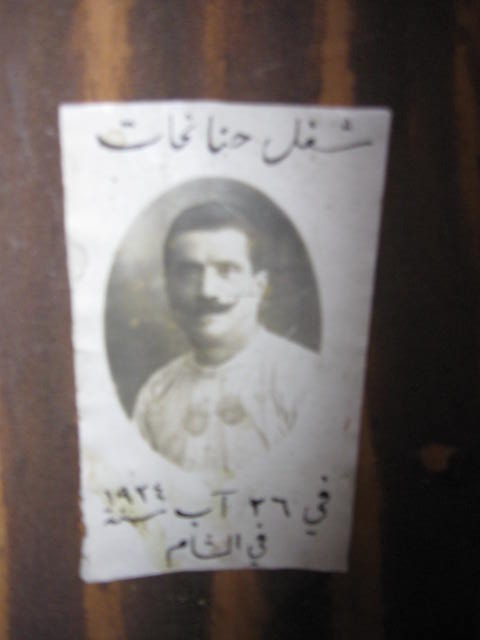 شغل حنا نحات
في ٢٦ آب سنة ١٩٢٤
في الشام